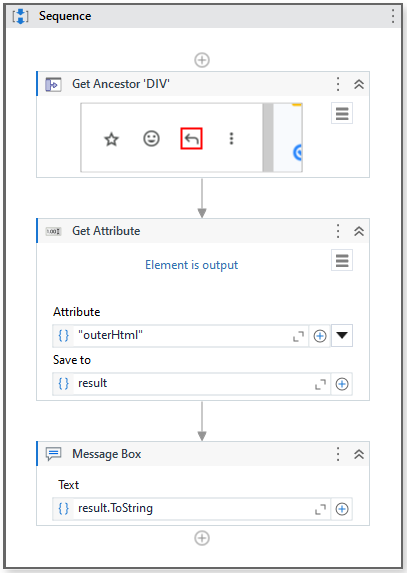 Sequence
Get Ancestor 'DIV'
Get Attribute
Element is output
Attribute
"outerHtml"
Save to
result
Message Box
Text
result.ToString